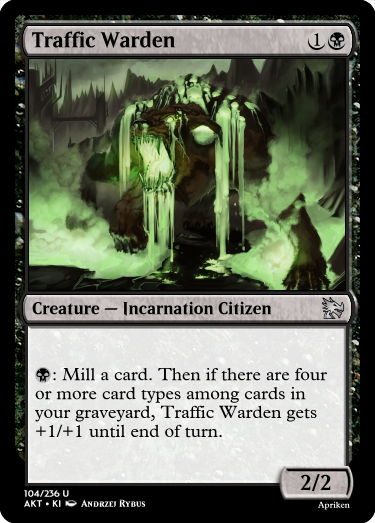 Traffic Warden 1
Creature — Incarnation Citizen
: Mill a card. Then if there are four
or more card types among cards in
your graveyard, Traffic Warden gets
+1/+1 until end of turn.
2/2
104/236 U
AKT • KI Andrzej Rybus
Apriken